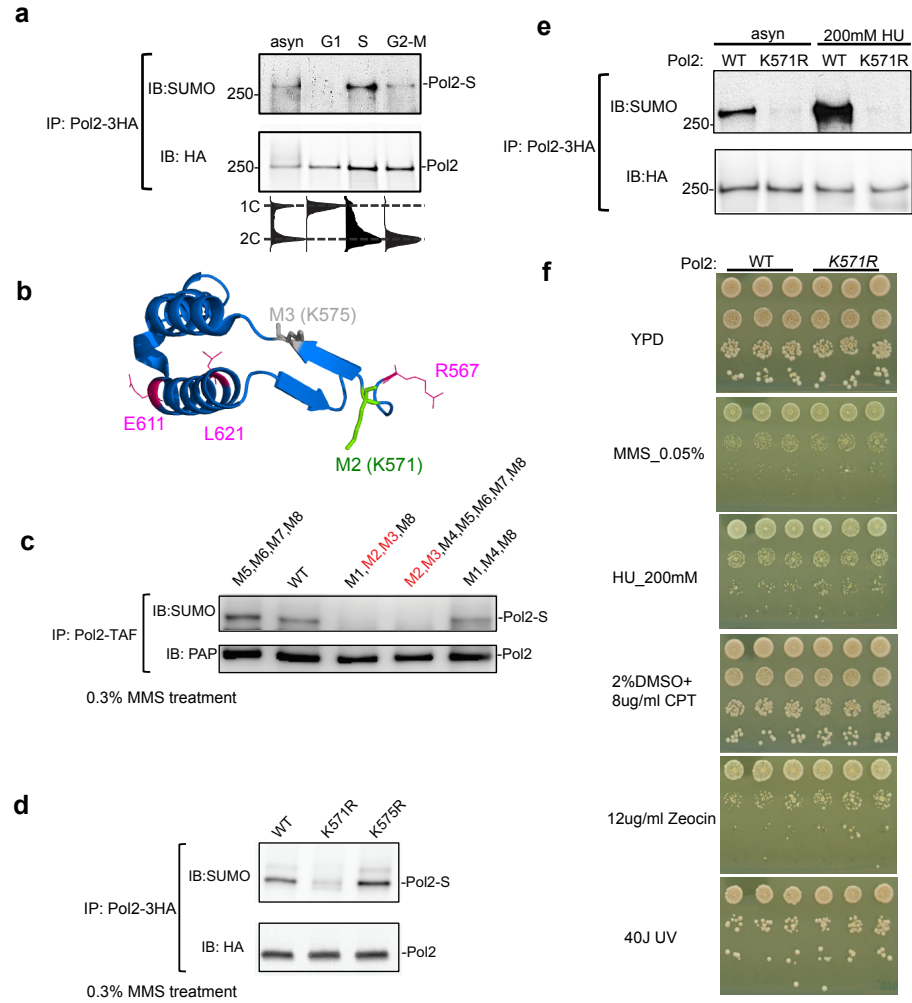 a
asyn G1 S G2-M
IB:SUMO
250-
-Pol2-S
IP: Pol2-3HA
IB: HA
250-
-Pol2
1C
2C
b
M3 (K575)
R567
E611
L621
M2 (K571)
c
M5,M6,M7,M8
WT
M1,M2,M3,M8
M2,M3,M4,M5,M6,M7,M8
M1,M4,M8
IB:SUMO
-Pol2-S
IP: Pol2-TAF
IB: PAP
-Pol2
0.3% MMS treatment
d
WT
K571R
K575R
IB:SUMO
-Pol2-S
IP: Pol2-3HA
IB: HA
-Pol2
0.3% MMS treatment
e
asyn 200mM HU
Pol2: WT K571R WT K571R
IB:SUMO
250-
IP: Pol2-3HA
IB:HA
250-
f
Pol2: WT K571R
YPD
MMS_0.05%
HU_200mM
2%DMSO+
8ug/ml CPT
12ug/ml Zeocin
40J UV